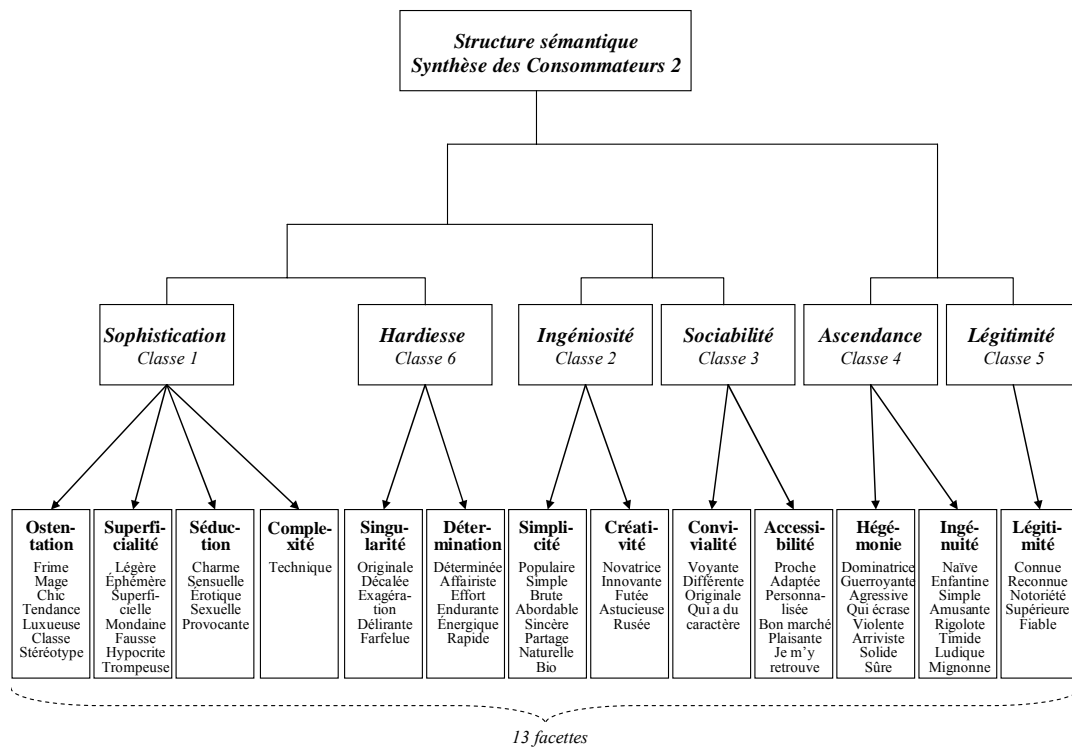 Structure sémantique
Synthèse des Consommateurs 2
Sophistication
Classe 1
Hardiesse
Classe 6
Ingéniosité
Classe 2
Sociabilité
Classe 3
Ascendance
Classe 4
Légitimité
Classe 5
Osten-
tation
Frime
Mage
Chic
Tendance
Luxueuse
Classe
Stéréotype
Superfi-
cialité
Légère
Éphémère
Superfi-
cielle
Mondaine
Fausse
Hypocrite
Trompeuse
Séduc-
tion
Charme
Sensuelle
Érotique
Sexuelle
Provocante
Comple-
xité
Technique
Singu-
larité
Originale
Décalée
Exagéra-
tion
Délirante
Farfelue
Déter-
mination
Déterminée
Affairiste
Effort
Endurante
Énergique
Rapide
Simpli-
cité
Populaire
Simple
Brute
Abordable
Sincère
Partage
Naturelle
Bio
Créati-
vité
Novatrice
Innovante
Futée
Astucieuse
Rusée
Convi-
vialité
Voyante
Différente
Originale
Qui a du
caractère
Accessi-
bilité
Proche
Adaptée
Personna-
lisée
Bon marché
Plaisante
Je m’y
retrouve
Hégé-
monie
Dominatrice
Guerroyante
Agressive
Qui écrase
Violente
Arriviste
Solide
Sûre
Ingé-
nuité
Naïve
Enfantine
Simple
Amusante
Rigolote
Timide
Ludique
Mignonne
Légiti-
mité
Connue
Reconnue
Notoriété
Supérieure
Fiable
13 facettes